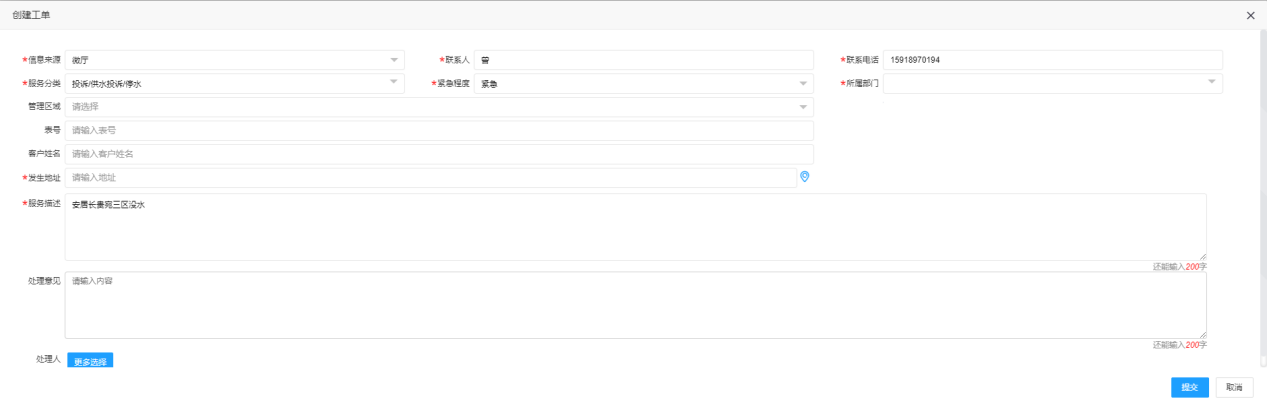 创建工单
*信息来源 微厅 *联系人 曾 *联系电话 15918970194
*服务分类 投诉/供水投诉/停水 *紧急程度 紧急 *所属部门
管理区域 请选择
表号 请输入表号
客户姓名 请输入客户姓名
*发生地址 请输入地址
*服务描述 安居长贵宛三区没水
还能输入200字
处理意见 请输入内容
还能输入200字
处理人 更多选择
提交 取消